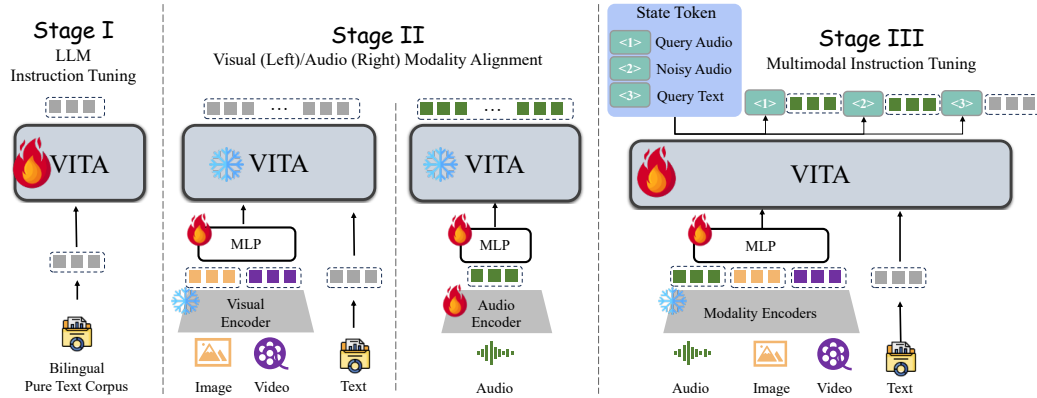 Stage I
LLM
Instruction Tuning
VITA
Bilingual
Pure Text Corpus
Stage II
Visual (Left)/Audio (Right) Modality Alignment
VITA
MLP
Visual
Encoder
Image
Video
Text
VITA
MLP
Audio
Encoder
Audio
State Token
<1> Query Audio
<2> Noisy Audio
<3> Query Text
Stage III
Multimodal Instruction Tuning
<1>
<2>
<3>
VITA
MLP
Modality Encoders
Audio
Image
Video
Text